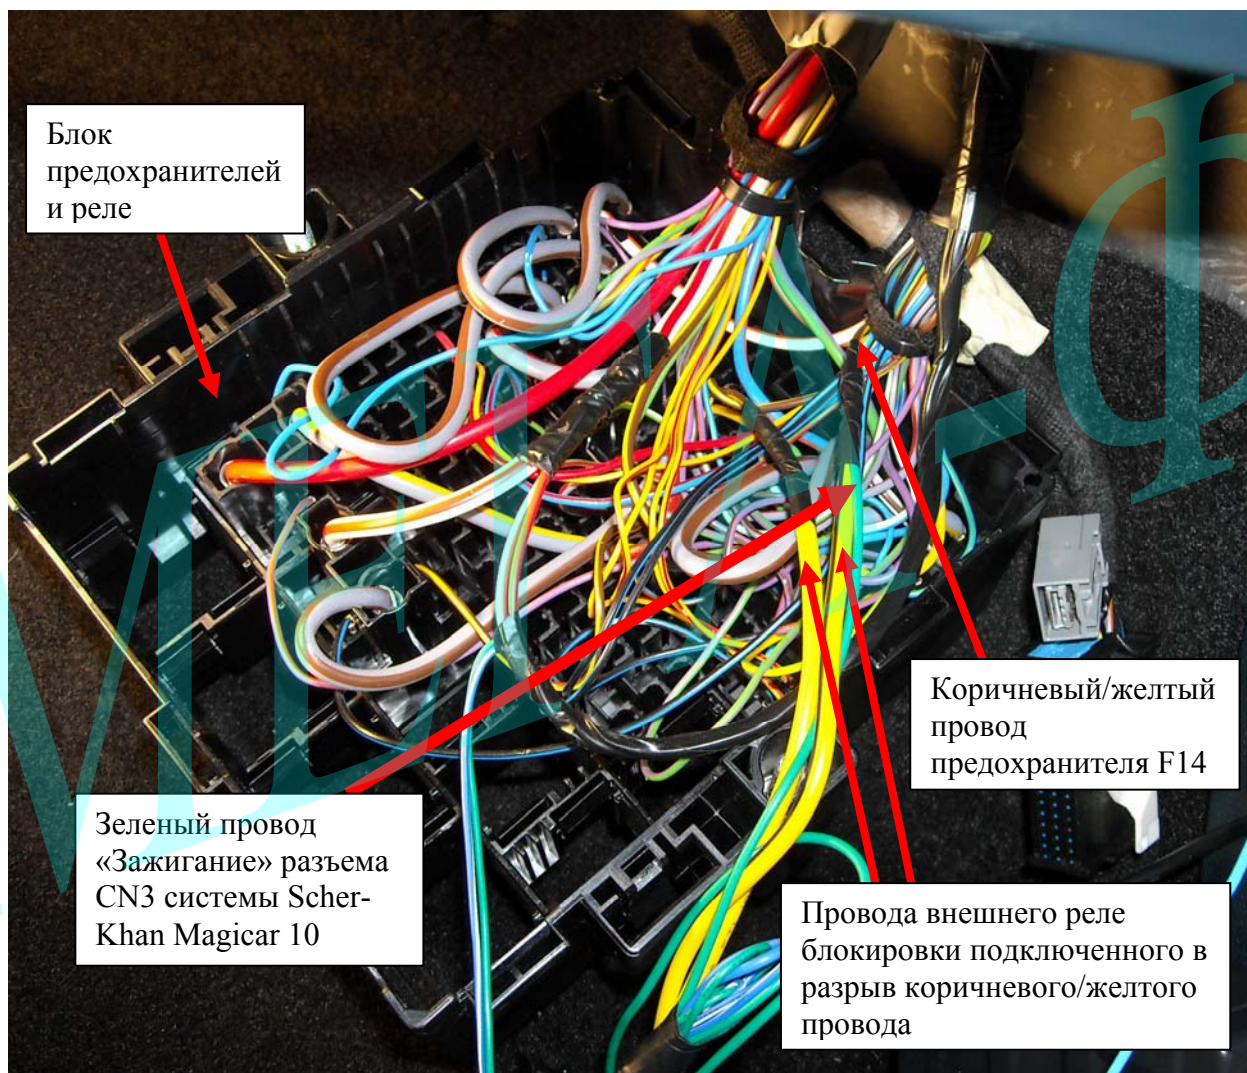 Блок
предохранителей
и реле
Коричневый/желтый
провод
предохранителя F14
Зеленый провод
«Зажигание» разъема
CN3 системы Scher-
Khan Magicar 10
Провода внешнего реле
блокировки подключенного в
разрыв коричневого/желтого
провода
МЕГА-Ф